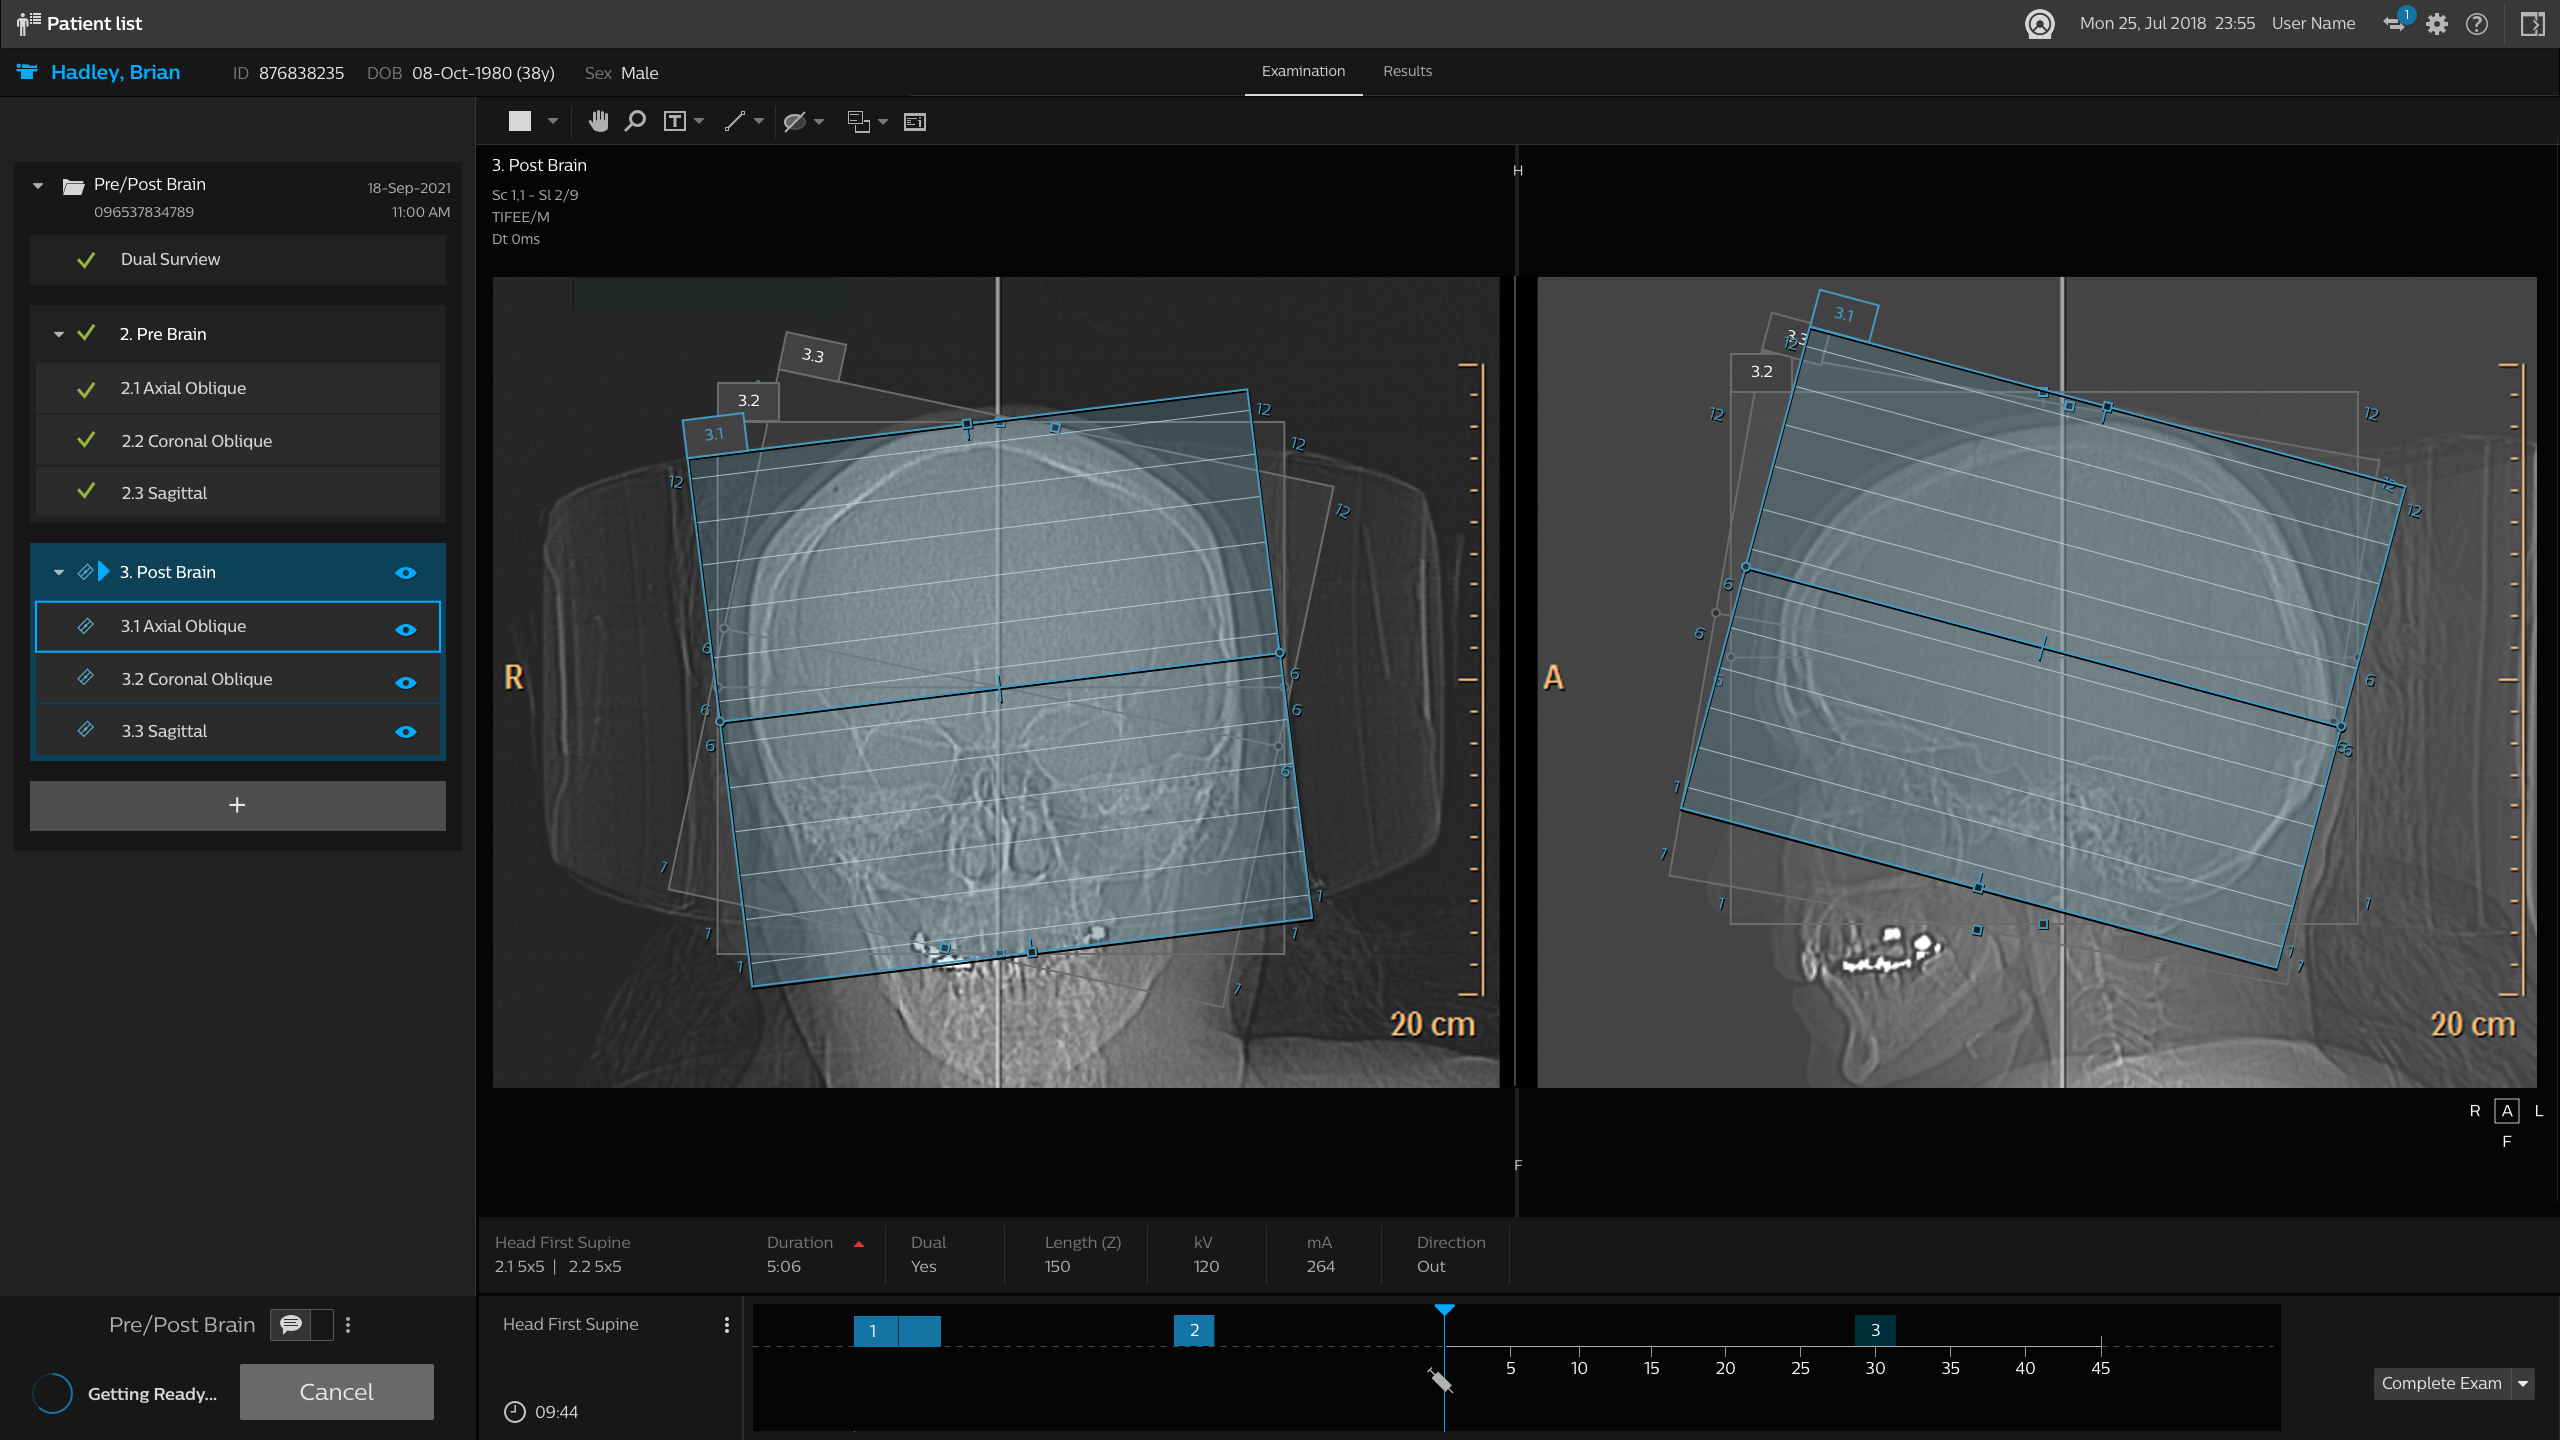 Patient list
Mon 25, Jul 2018 23:55 User Name 1
Hadley, Brian ID 876838235 DOB 08-Oct-1980 (38y) Sex Male
Examination Results
Pre/Post Brain 18-Sep-2021
096537834789 11:00 AM
Dual Surview
2. Pre Brain
2.1 Axial Oblique
2.2 Coronal Oblique
2.3 Sagittal
3. Post Brain
3.1 Axial Oblique
3.2 Coronal Oblique
3.3 Sagittal
+
3. Post Brain
Sc 1,1 - Sl 2/9
TIFEE/M
Dt 0ms
H
3.3
3.2
3.1
12
12
12
12
6
6
6
6
6
6
1
1
1
1
1
1
R
20 cm
3.1
3.3
3.2
12
12
12
12
12
6
6
6
6
6
6
1
1
1
1
1
1
A
20 cm
R A L
F
F
Head First Supine Duration Dual Length (Z) kV mA Direction
2.1 5x5 | 2.2 5x5 5:06 Yes 150 120 264 Out
Pre/Post Brain
Getting Ready... Cancel
Head First Supine
09:44
1 2 3
5 10 15 20 25 30 35 40 45
Complete Exam